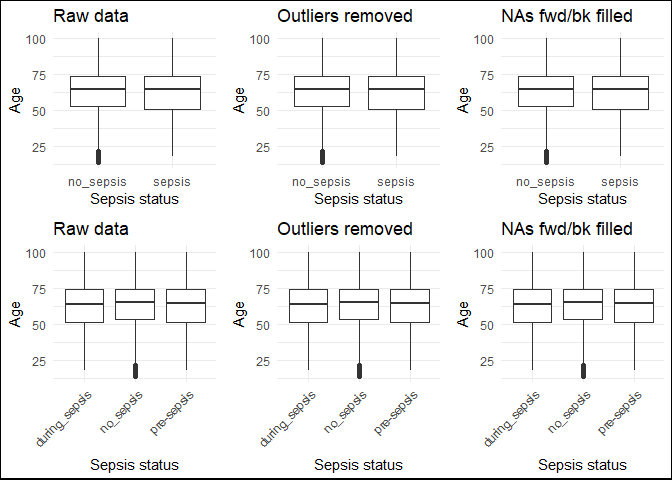 Raw data
Outliers removed
NAs fwd/bk filled
Age
100
75
50
25
no_sepsis
sepsis
Sepsis status
Age
100
75
50
25
no_sepsis
sepsis
Sepsis status
Age
100
75
50
25
no_sepsis
sepsis
Sepsis status
Raw data
Outliers removed
NAs fwd/bk filled
Age
100
75
50
25
during_sepsis
no_sepsis
pre-sepsis
Sepsis status
Age
100
75
50
25
during_sepsis
no_sepsis
pre-sepsis
Sepsis status
Age
100
75
50
25
during_sepsis
no_sepsis
pre-sepsis
Sepsis status